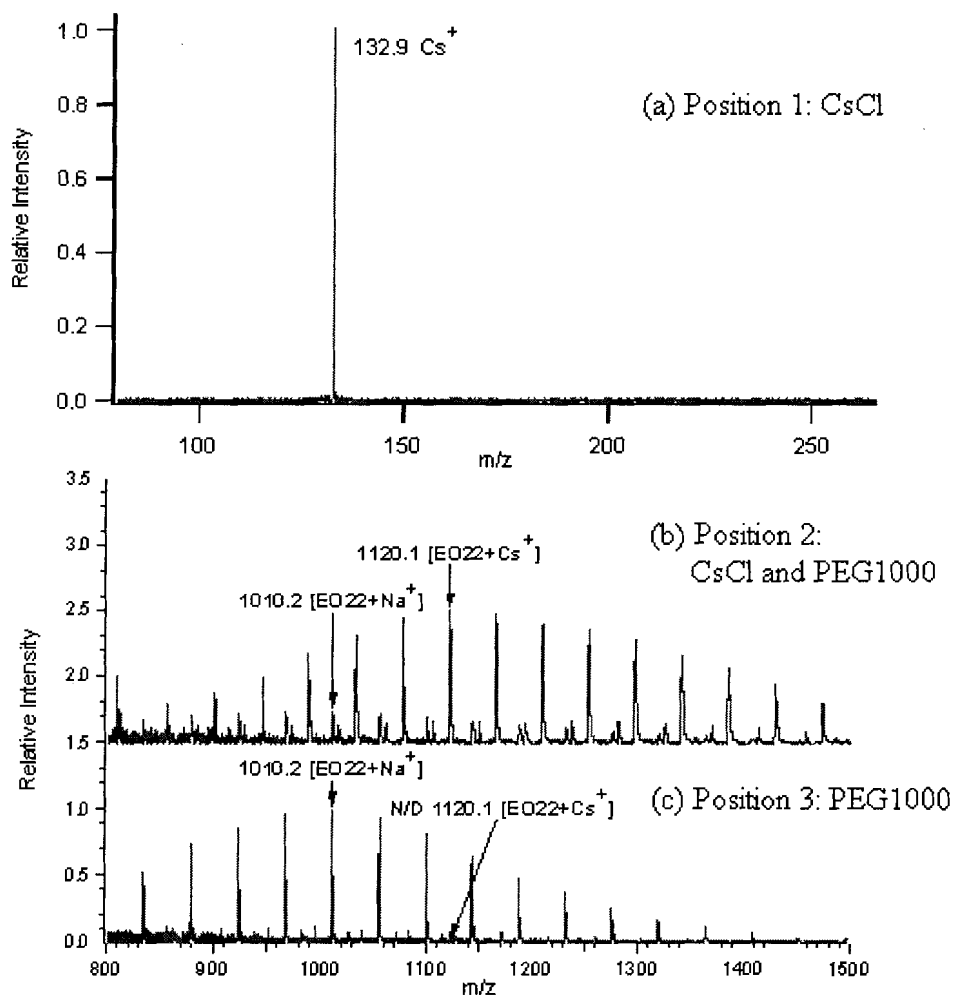 1.0
132.9 Cs+
(a) Position 1: CsCl
0.8
0.6
0.4
0.2
0.0
Relative Intensity
100
150
200
250
m/z
3.5
3.0
2.5
2.0
1.5
Relative Intensity
(b) Position 2:
CsCl and PEG1000
1120.1 [EO22+Cs+]
1010.2 [EO22+Na+]
1010.2 [EO22+Na+]
(c) Position 3: PEG1000
N/D 1120.1 [EO22+Cs+]
1.0
0.5
0.0
800
900
1000
1100
1200
1300
1400
1500
m/z